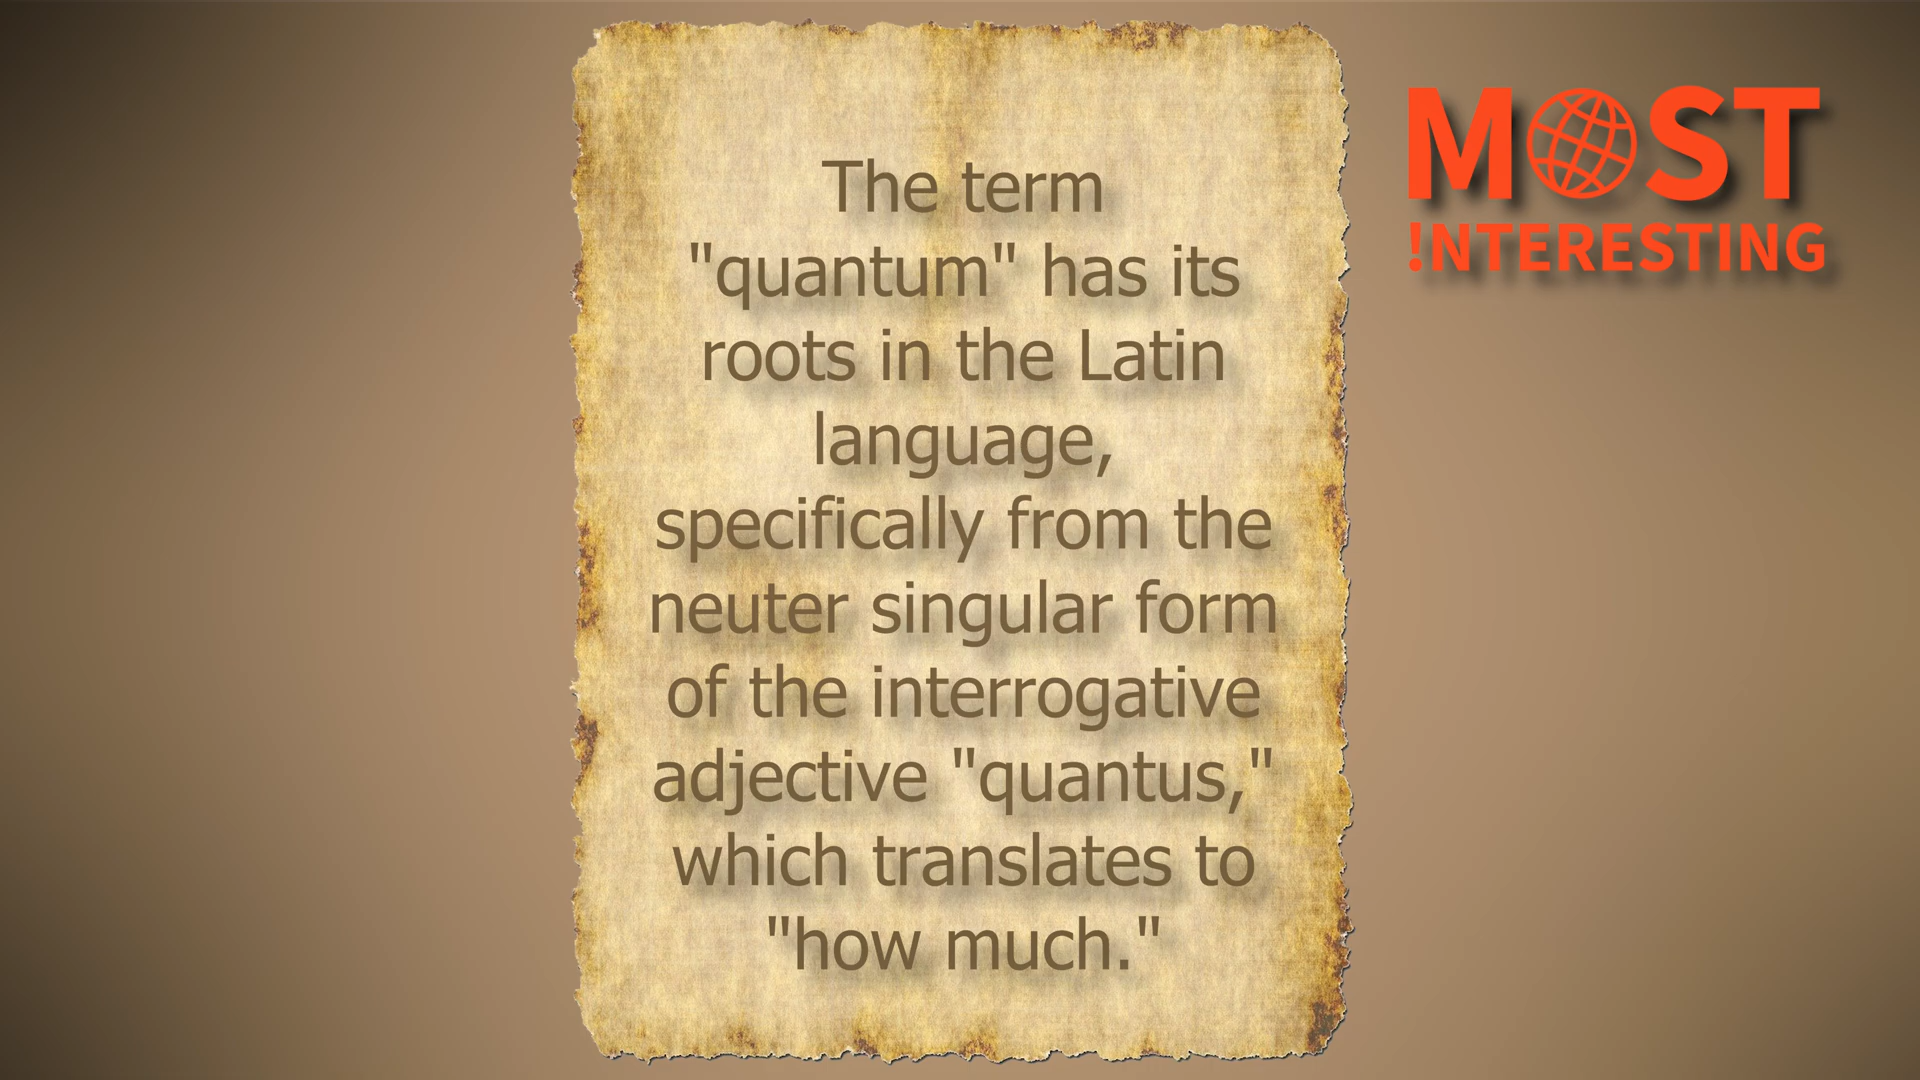 The term
"quantum" has its
roots in the Latin
language,
specifically from the
neuter singular form
of the interrogative
adjective "quantus,"
which translates to
"how much."
MOST
!NTERESTING